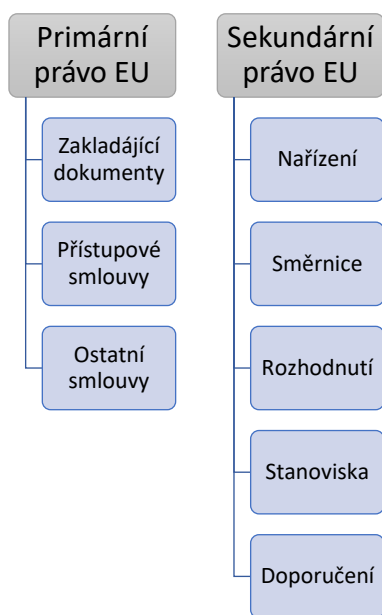 Primární
právo EU
Zakladájící
dokumenty
Přístupové
smlouvy
Ostatní
smlouvy
Sekundární
právo EU
Nařízení
Směrnice
Rozhodnutí
Stanoviska
Doporučení